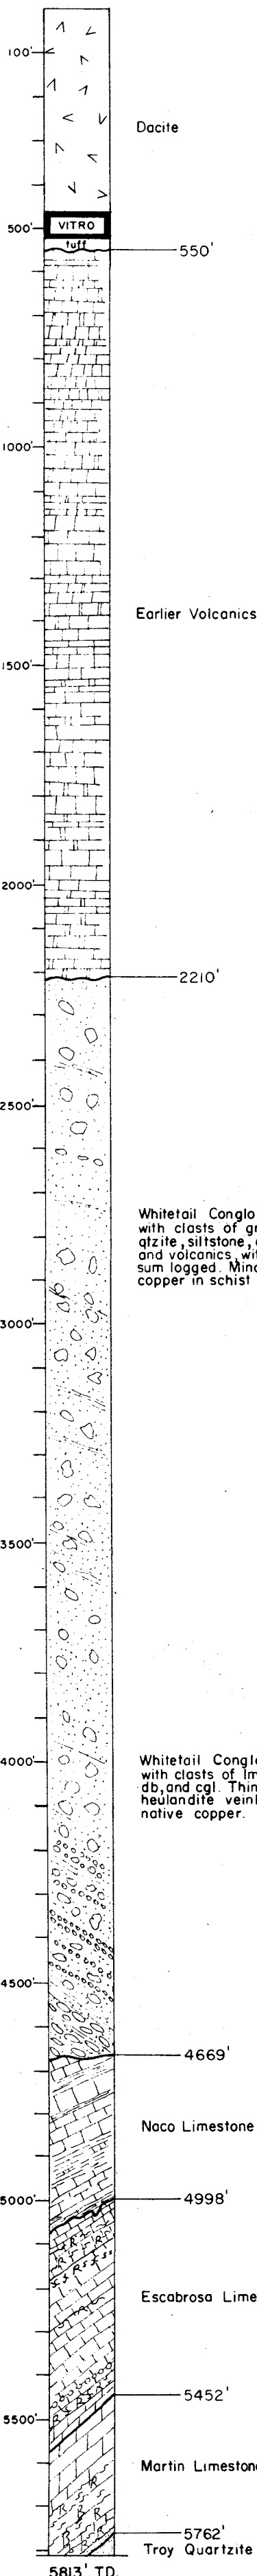 100'
Dacite
VITRO
500'
tuff
550'
1000'
Earlier Volcanics
1500'
2000'
2210'
2500'
Whitetail Conglo
with clasts of gr
qtzite, siltstone,
and volcanics, wit
sum logged. Mino
copper in schist
3000'
3500'
4000'
Whitetail Congl
with clasts of lm
db, and cgl. Thin
heulandite vein
native copper.
4500'
4669'
Naco Limestone
4998'
5000'
Escabrosa Lime
5452'
5500'
Martin Limeston
5762'
Troy Quartzite
5813' T.D.